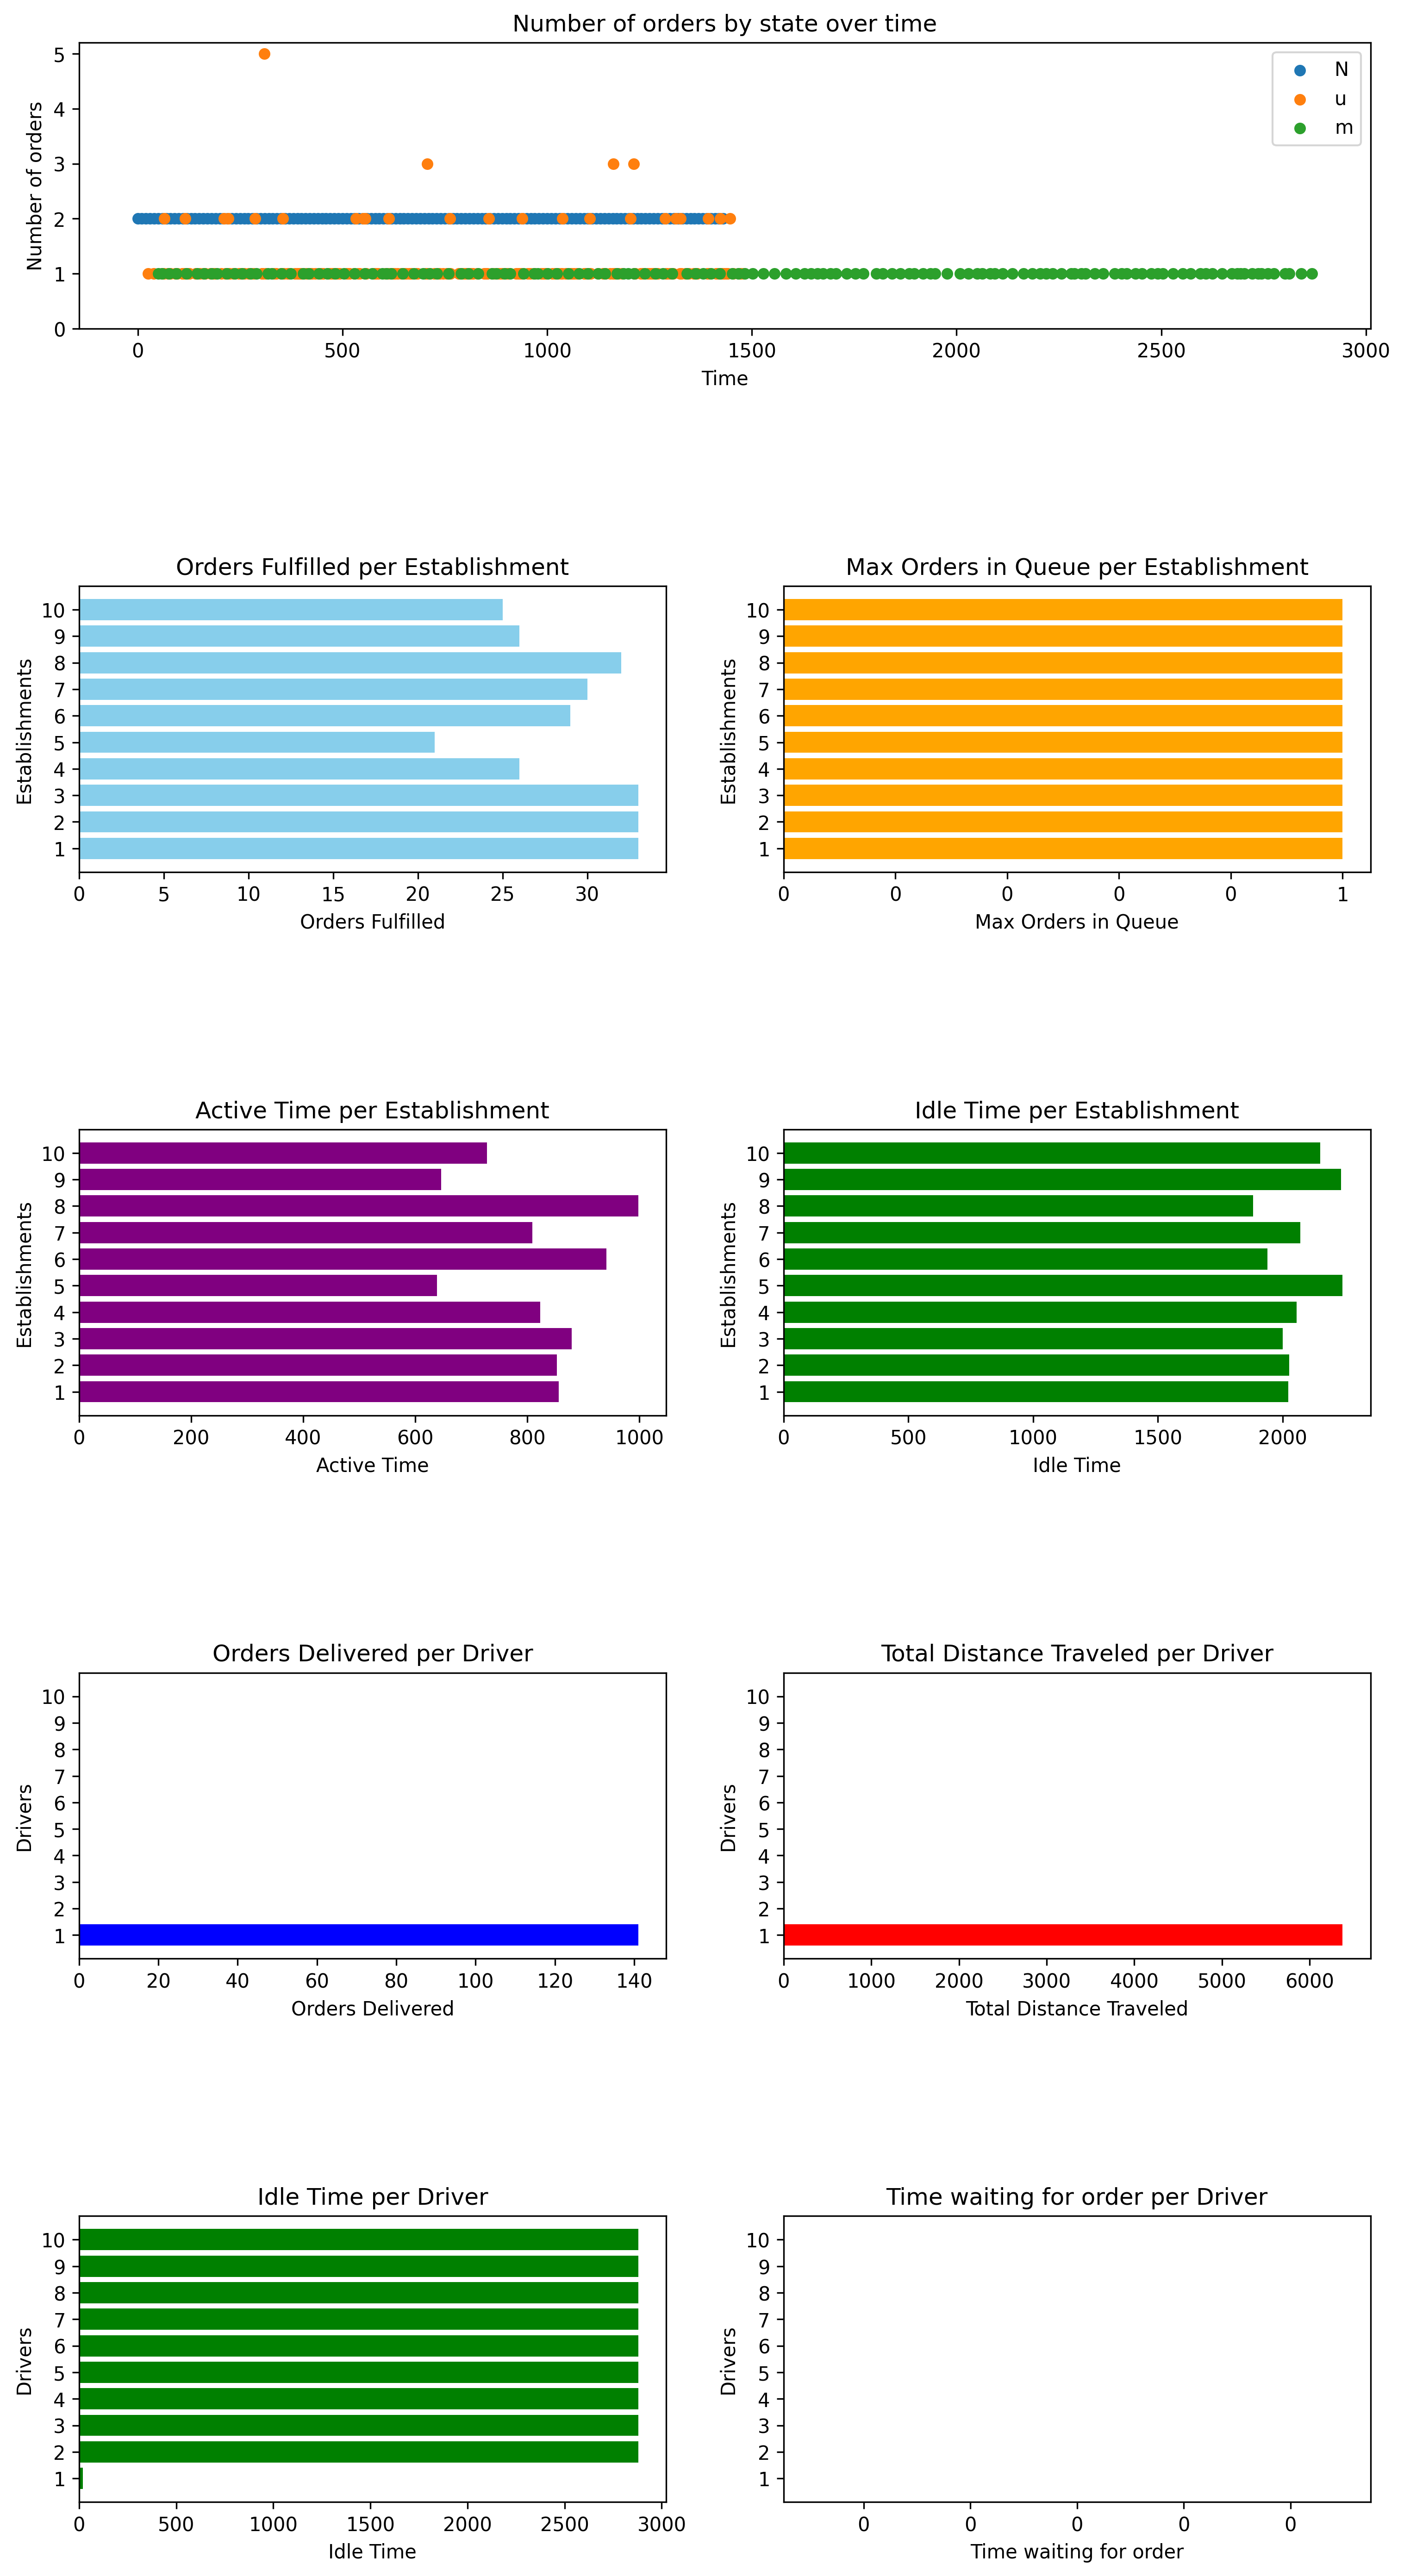 Number of orders by state over time
5
4
3
2
1
0
Number of orders
N
u
m
0 500 1000 1500 2000 2500 3000
Time
Orders Fulfilled per Establishment
10
9
8
7
6
5
4
3
2
1
Establishments
0 5 10 15 20 25 30
Orders Fulfilled
Max Orders in Queue per Establishment
10
9
8
7
6
5
4
3
2
1
Establishments
0 0 0 0 0 1
Max Orders in Queue
Active Time per Establishment
10
9
8
7
6
5
4
3
2
1
Establishments
0 200 400 600 800 1000
Active Time
Idle Time per Establishment
10
9
8
7
6
5
4
3
2
1
Establishments
0 500 1000 1500 2000
Idle Time
Orders Delivered per Driver
10
9
8
7
6
5
4
3
2
1
Drivers
0 20 40 60 80 100 120 140
Orders Delivered
Total Distance Traveled per Driver
10
9
8
7
6
5
4
3
2
1
Drivers
0 1000 2000 3000 4000 5000 6000
Total Distance Traveled
Idle Time per Driver
10
9
8
7
6
5
4
3
2
1
Drivers
0 500 1000 1500 2000 2500 3000
Idle Time
Time waiting for order per Driver
10
9
8
7
6
5
4
3
2
1
Drivers
0 0 0 0 0
Time waiting for order